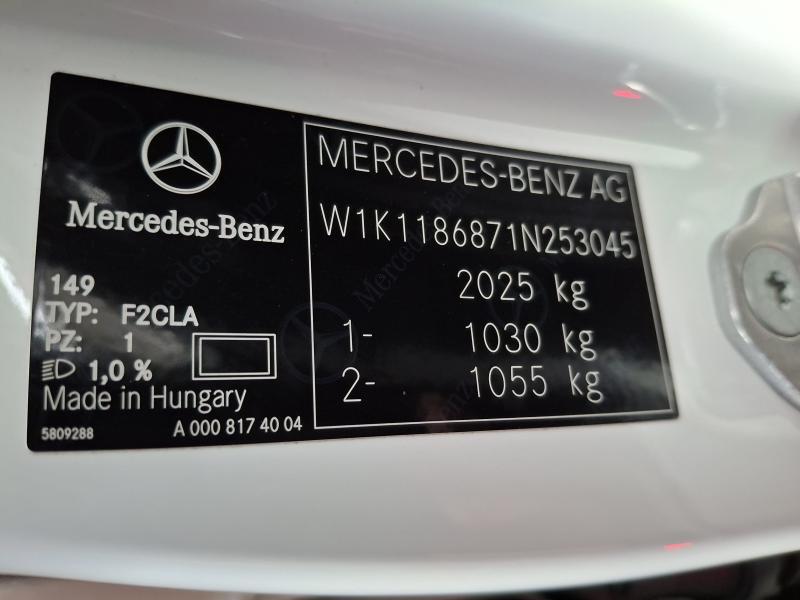 Mercedes-Benz
149
TYP: F2CLA
PZ: 1
1,0 %
Made in Hungary
5809288 A 000 817 40 04
MERCEDES-BENZ AG
W1K1186871N253045
2025 kg
1- 1030 kg
2- 1055 kg